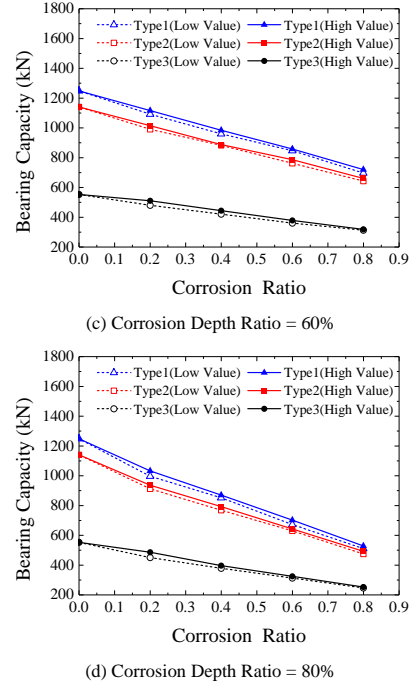 Type1(Low Value) Type1(High Value)
Type2(Low Value) Type2(High Value)
Type3(Low Value) Type3(High Value)
Bearing Capacity (kN)
1800
1600
1400
1200
1000
800
600
400
200
0.0 0.1 0.2 0.3 0.4 0.5 0.6 0.7 0.8 0.9
Corrosion Ratio
(c) Corrosion Depth Ratio = 60%
Type1(Low Value) Type1(High Value)
Type2(Low Value) Type2(High Value)
Type3(Low Value) Type3(High Value)
Bearing Capacity (kN)
1800
1600
1400
1200
1000
800
600
400
200
0.0 0.1 0.2 0.3 0.4 0.5 0.6 0.7 0.8 0.9
Corrosion Ratio
(d) Corrosion Depth Ratio = 80%